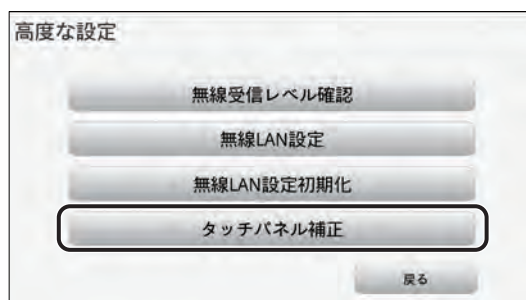 高度な設定
無線受信レベル確認
無線LAN設定
無線LAN設定初期化
タッチパネル補正
戻る